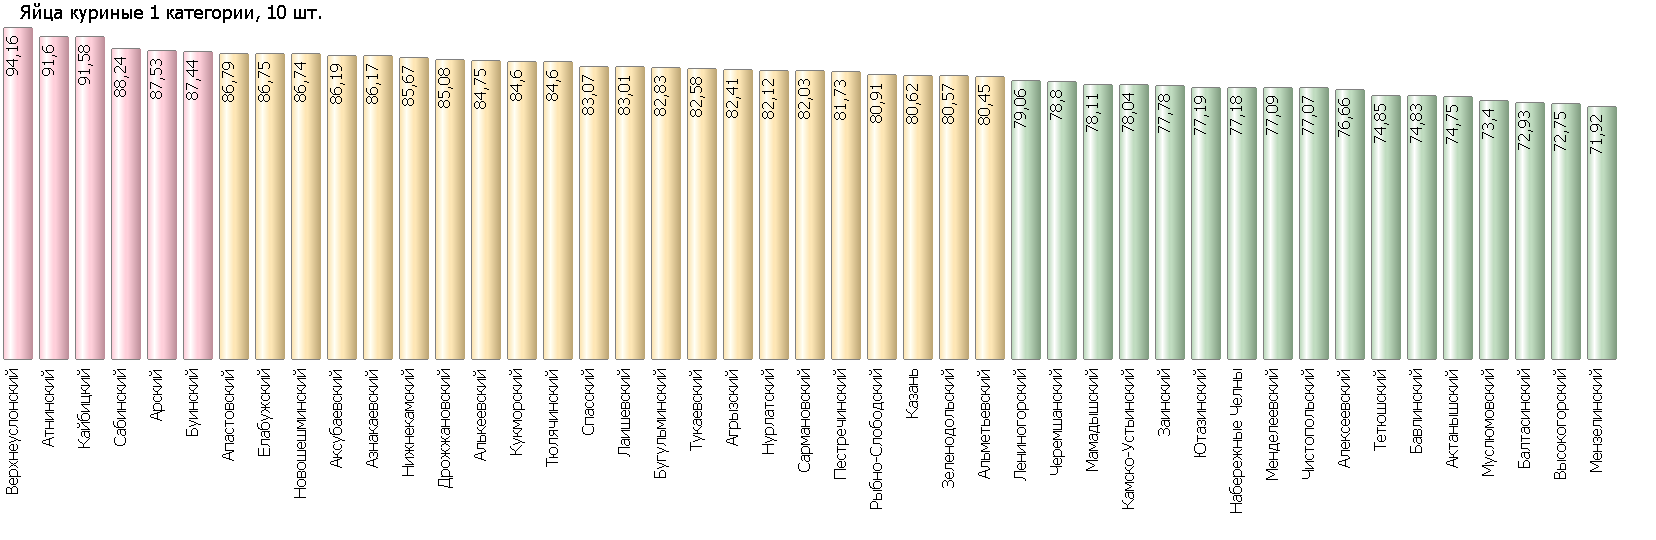 Яйца куриные 1 категории, 10 шт.
94,16
91,6
91,58
88,24
87,53
87,44
86,79
86,75
86,74
86,19
86,17
85,67
85,08
84,75
84,6
84,6
83,07
83,01
82,83
82,58
82,41
82,12
82,03
81,73
80,91
80,62
80,57
80,45
79,06
78,8
78,11
78,04
77,78
77,19
77,18
77,09
77,07
76,66
74,85
74,83
74,75
73,4
72,93
72,75
71,92
Верхнеуслонский
Атнинский
Кайбицкий
Сабинский
Арский
Буинский
Апастовский
Елабужский
Новошешминский
Аксубаевский
Азнакаевский
Нижнекамский
Дрожжановский
Алькеевский
Кукморский
Тюлячинский
Спасский
Лаишевский
Бугульминский
Тукаевский
Агрызский
Нурлатский
Сармановский
Пестречинский
Рыбно-Слободский
Казань
Зеленодольский
Альметьевский
Лениногорский
Черемшанский
Мамадышский
Камско-Устьинский
Заинский
Ютазинский
Набережные Челны
Менделеевский
Чистопольский
Алексеевский
Тетюшский
Бавлинский
Актанышский
Муслюмовский
Балтасинский
Высокогорский
Мензелинский